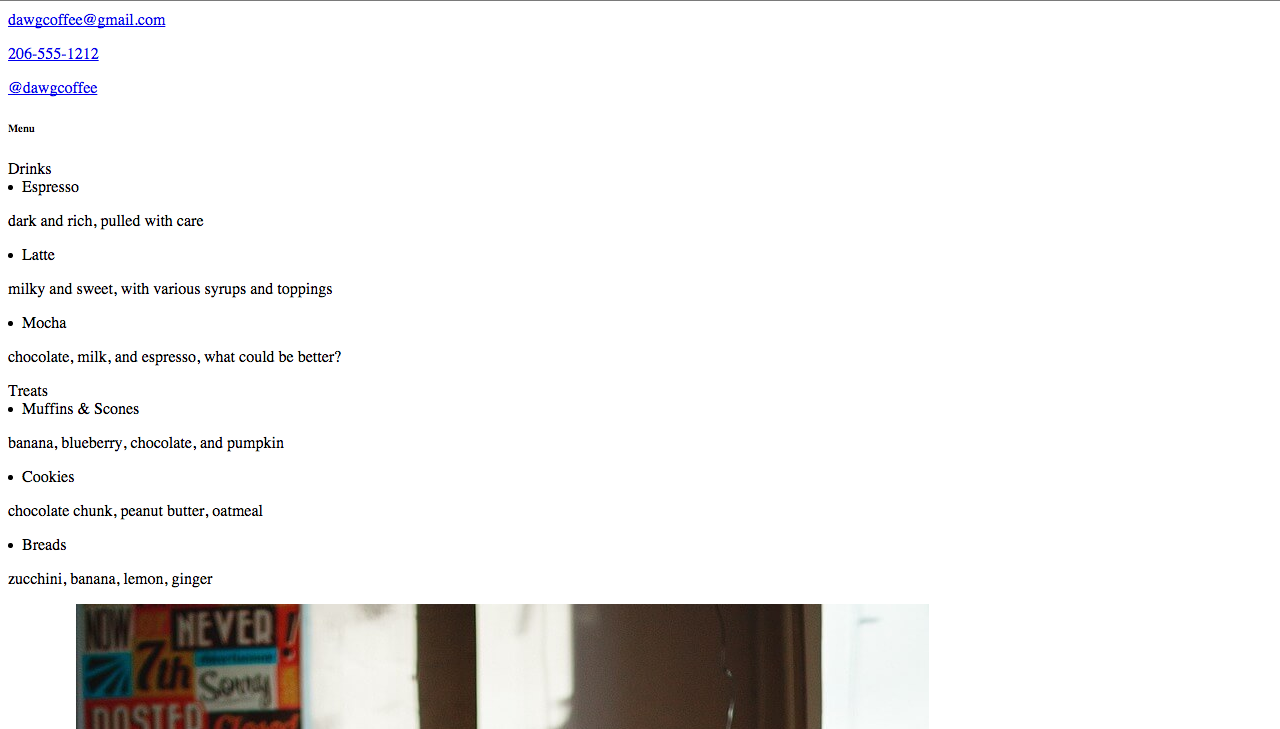 dawgcoffee@gmail.com
206-555-1212
@dawgcoffee
Menu
Drinks
• Espresso
dark and rich, pulled with care
• Latte
milky and sweet, with various syrups and toppings
• Mocha
chocolate, milk, and espresso, what could be better?
Treats
• Muffins & Scones
banana, blueberry, chocolate, and pumpkin
• Cookies
chocolate chunk, peanut butter, oatmeal
• Breads
zucchini, banana, lemon, ginger
NOW NEVER!
7th
Sorry
POSTED Closed